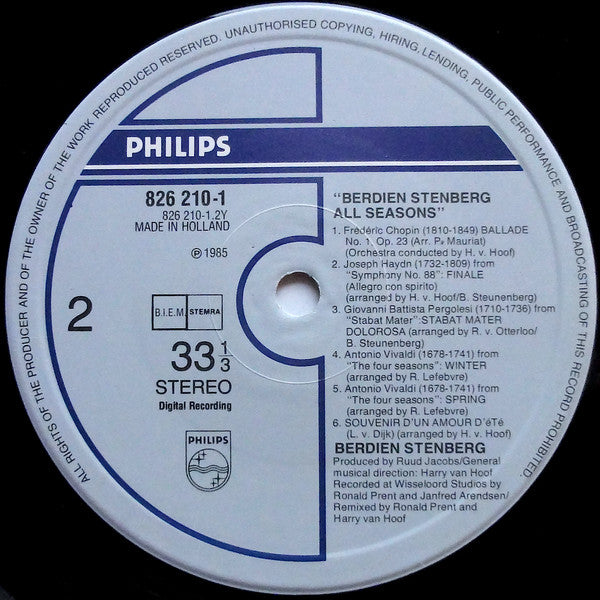 ALL RIGHTS OF THE PRODUCER AND OF THE OWNER OF THE WORK REPRODUCED RESERVED. UNAUTHORISED COPYING, HIRING, LENDING, PUBLIC PERFORMANCE AND BROADCASTING OF THIS RECORD PROHIBITED.
PHILIPS
826 210-1
826 210-1.2Y
MADE IN HOLLAND
℗ 1985
2
B.I.E.M. STEMRA
33 1/3
STEREO
Digital Recording
PHILIPS
"BERDIEN STENBERG
ALL SEASONS"
1. Frédéric Chopin (1810-1849) BALLADE
No. 1, Op. 23 (Arr. P. Mauriat)
(Orchestra conducted by H. v. Hoof)
2. Joseph Haydn (1732-1809) from
"Symphony No. 88": FINALE
(Allegro con spirito)
(arranged by H. v. Hoof/B. Steunenberg)
3. Giovanni Battista Pergolesi (1710-1736) from
"Stabat Mater": STABAT MATER
DOLOROSA (arranged by R. v. Otterloo/
B. Steunenberg)
4. Antonio Vivaldi (1678-1741) from
"The four seasons": WINTER
(arranged by R. Lefebvre)
5. Antonio Vivaldi (1678-1741) from
"The four seasons": SPRING
(arranged by R. Lefebvre)
6. SOUVENIR D'UN AMOUR D'éTé
(L. v. Dijk) (arranged by H. v. Hoof)
BERDIEN STENBERG
Produced by Ruud Jacobs/General
musical direction: Harry van Hoof
Recorded at Wisseloord Studios by
Ronald Prent and Janfred Arendsen/
Remixed by Ronald Prent and
Harry van Hoof